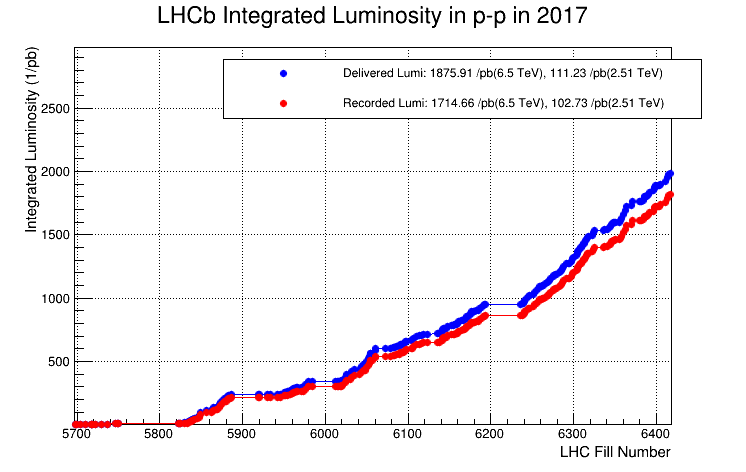 LHCb Integrated Luminosity in p-p in 2017
Integrated Luminosity (1/pb)
Delivered Lumi: 1875.91 /pb(6.5 TeV), 111.23 /pb(2.51 TeV)
Recorded Lumi: 1714.66 /pb(6.5 TeV), 102.73 /pb(2.51 TeV)
2500
2000
1500
1000
500
5700 5800 5900 6000 6100 6200 6300 6400
LHC Fill Number